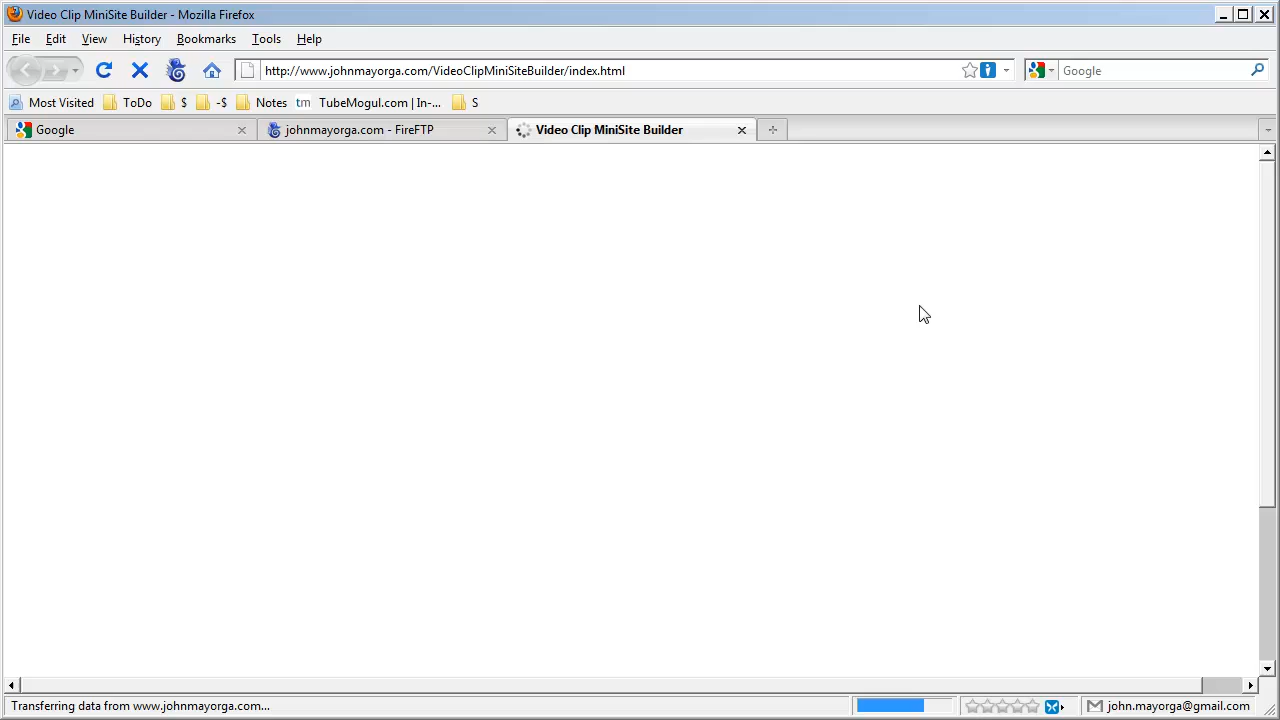 Video Clip MiniSite Builder - Mozilla Firefox
File Edit View History Bookmarks Tools Help
http://www.johnmayorga.com/VideoClipMiniSiteBuilder/index.html Google
Most Visited ToDo $ -$ Notes tm TubeMogul.com | In-... S
Google johnmayorga.com - FireFTP Video Clip MiniSite Builder
Transferring data from www.johnmayorga.com... john.mayorga@gmail.com